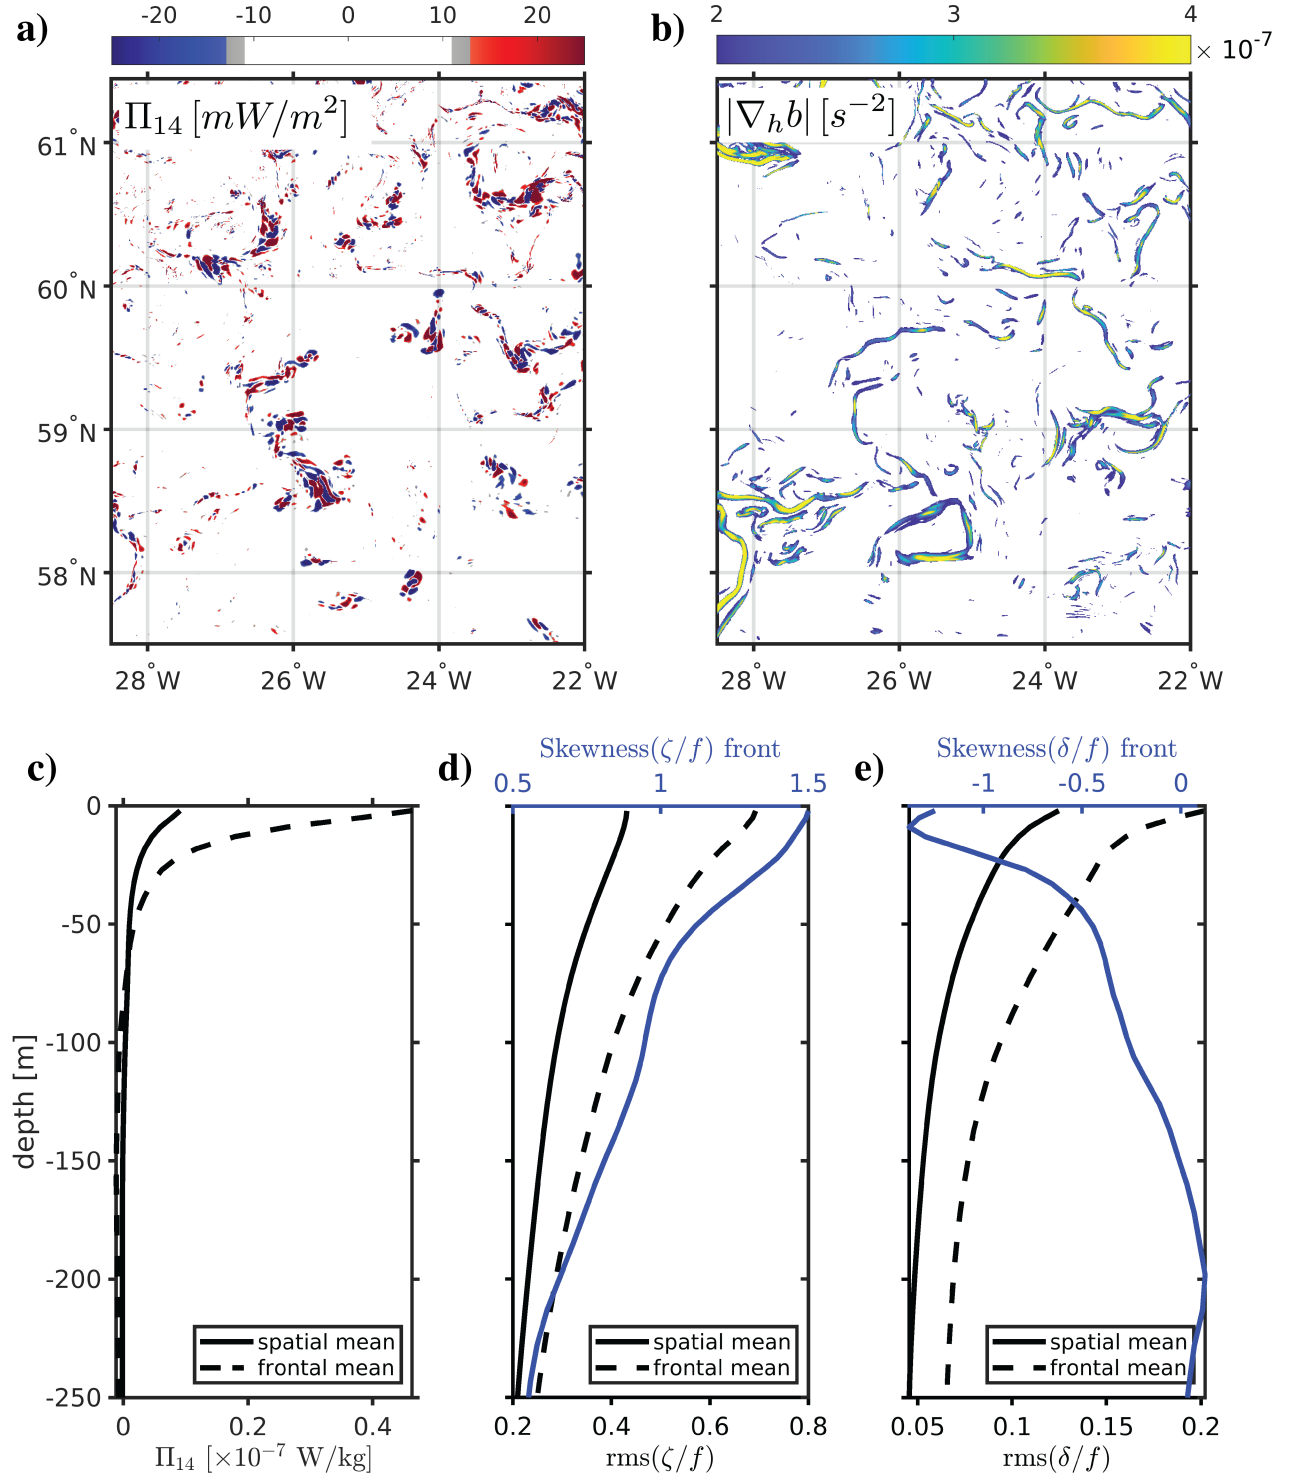 a)
-20 -10 0 10 20
Π₁₄ [mW/m²]
61°N
60°N
59°N
58°N
28°W 26°W 24°W 22°W
b)
2 3 4
× 10⁻⁷
|∇ₕb| [s⁻²]
28°W 26°W 24°W 22°W
c)
0
-50
-100
-150
-200
-250
depth [m]
spatial mean
frontal mean
0 0.2 0.4
Π₁₄ [×10⁻⁷ W/kg]
d)
Skewness(ζ/f) front
0.5 1 1.5
spatial mean
frontal mean
0.2 0.4 0.6 0.8
rms(ζ/f)
e)
Skewness(δ/f) front
-1 -0.5 0
spatial mean
frontal mean
0.05 0.1 0.15 0.2
rms(δ/f)